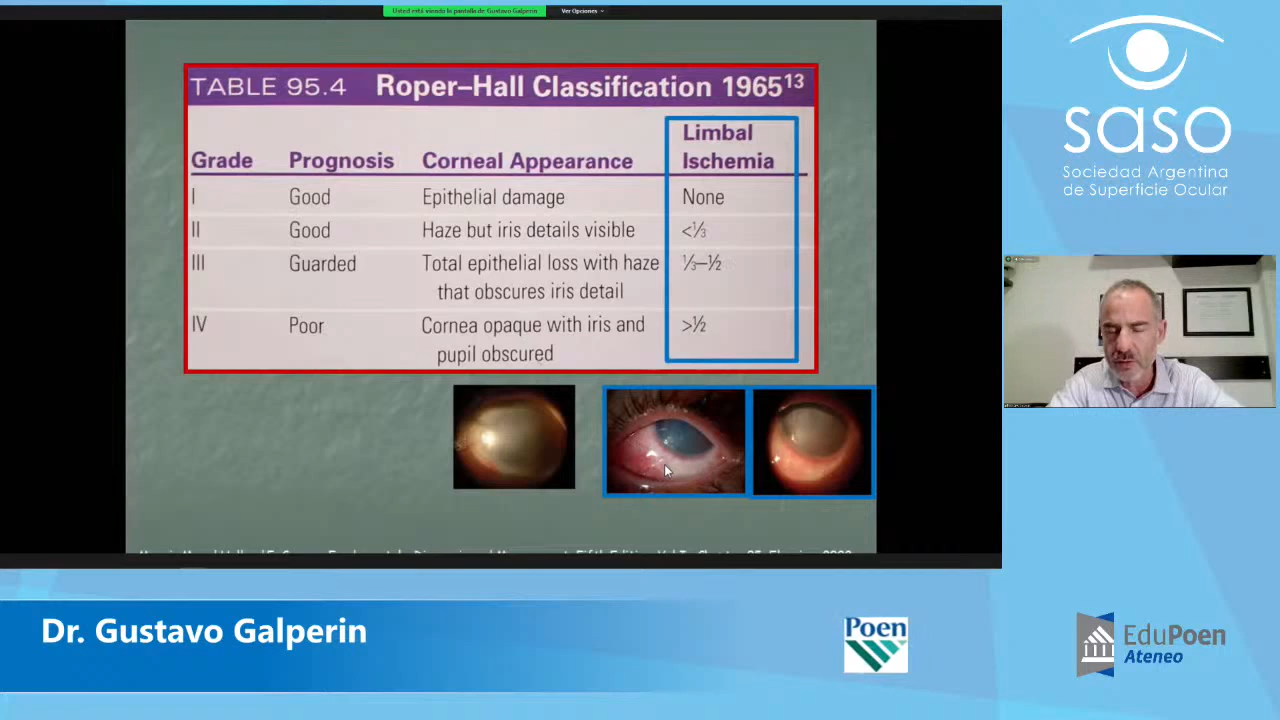 Usted está viendo la pantalla de Gustavo Galperin
Ver Opciones
TABLE 95.4 Roper–Hall Classification 1965¹³
Grade Prognosis Corneal Appearance Limbal Ischemia
I Good Epithelial damage None
II Good Haze but iris details visible <⅓
III Guarded Total epithelial loss with haze that obscures iris detail ⅓–½
IV Poor Cornea opaque with iris and pupil obscured >½
saso
Sociedad Argentina
de Superficie Ocular
Dr. Gustavo Galperin
Poen
EduPoen
Ateneo